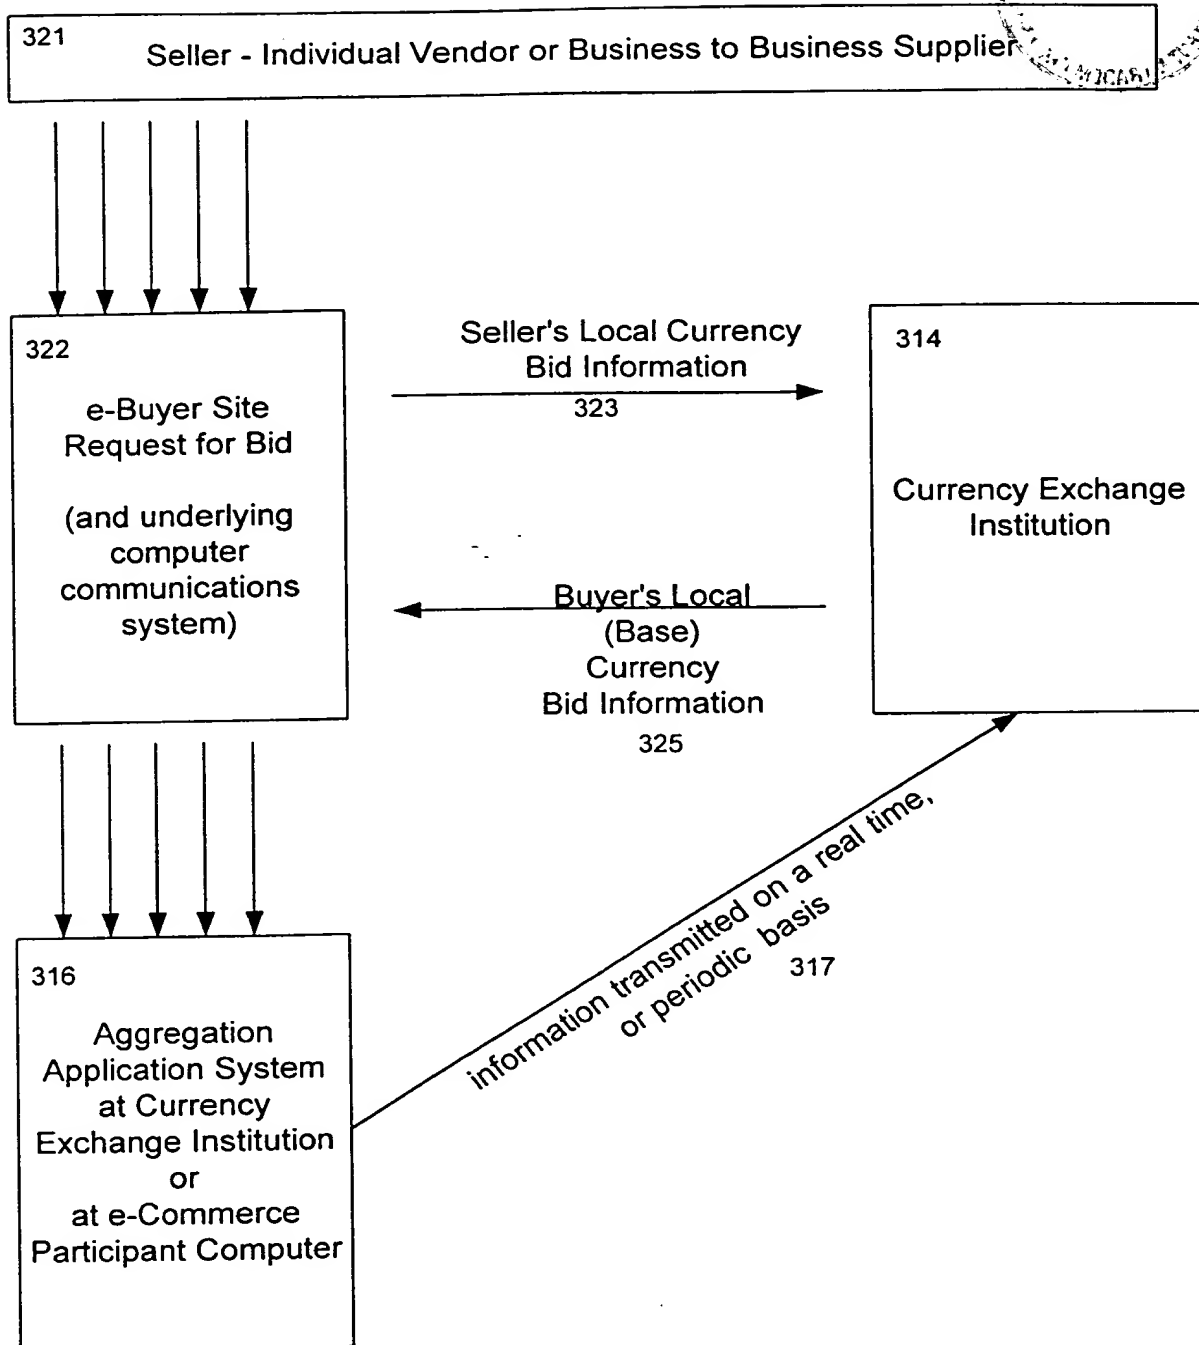 321
Seller - Individual Vendor or Business to Business Supplier
322
e-Buyer Site
Request for Bid
(and underlying
computer
communications
system)
Seller's Local Currency
Bid Information
323
314
Currency Exchange
Institution
Buyer's Local
(Base)
Currency
Bid Information
325
information transmitted on a real time,
or periodic basis
317
316
Aggregation
Application System
at Currency
Exchange Institution
or
at e-Commerce
Participant Computer